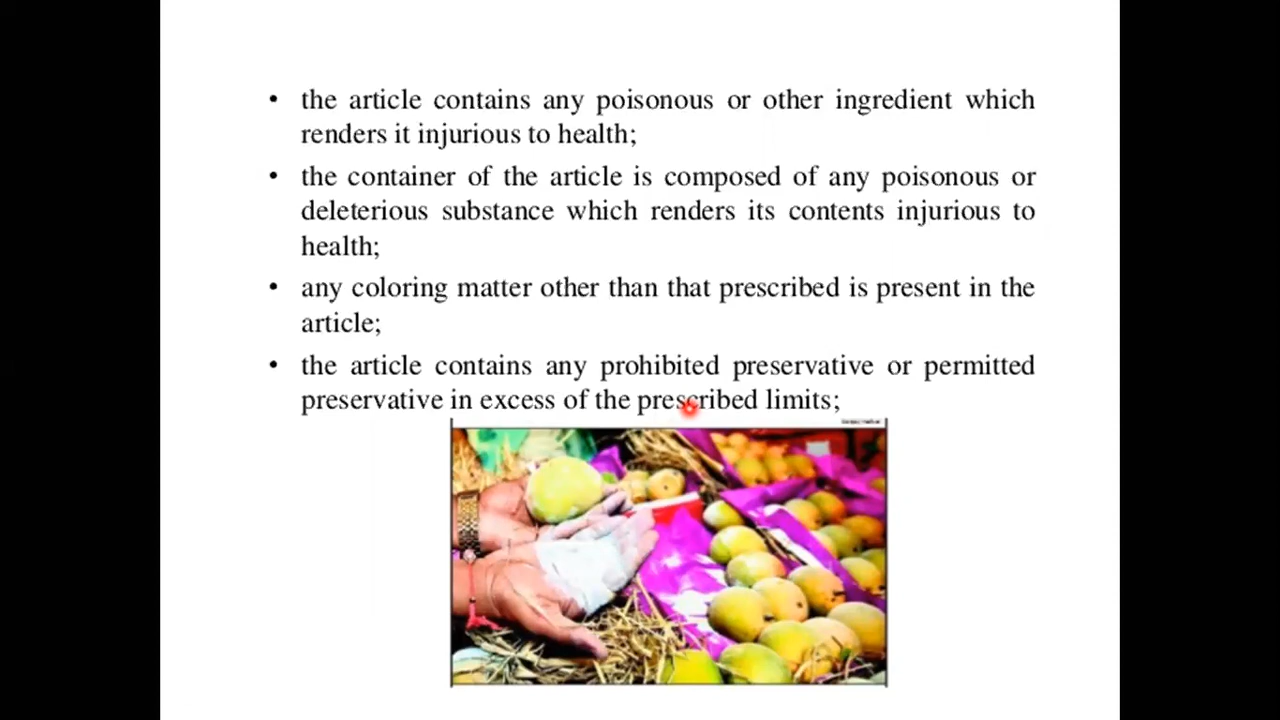 • the article contains any poisonous or other ingredient which
renders it injurious to health;
• the container of the article is composed of any poisonous or
deleterious substance which renders its contents injurious to
health;
• any coloring matter other than that prescribed is present in the
article;
• the article contains any prohibited preservative or permitted
preservative in excess of the prescribed limits;